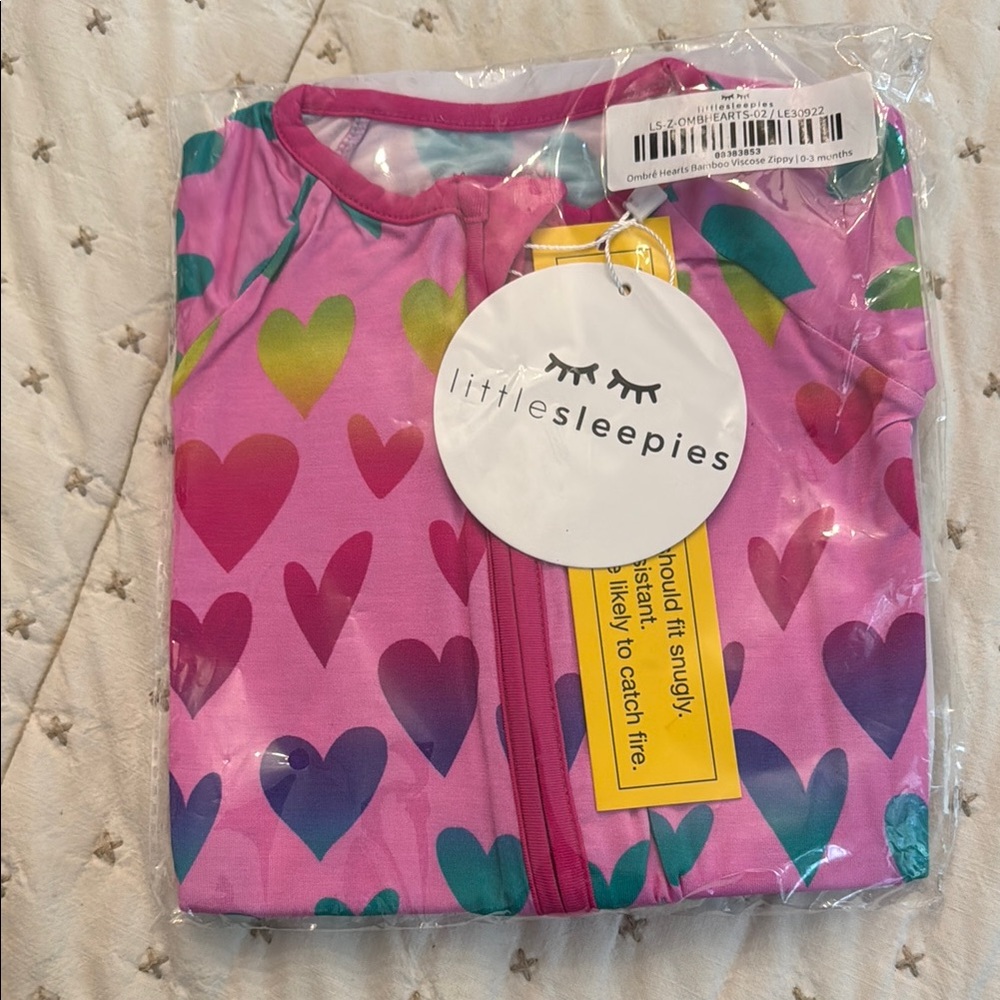 littlesleepies
LS-Z-OMBHEARTS-02 / LE30922
00383853
Ombré Hearts Bamboo Viscose Zippy | 0-3 months
littlesleepies
hould fit snugly.
sistant.
e likely to catch fire.